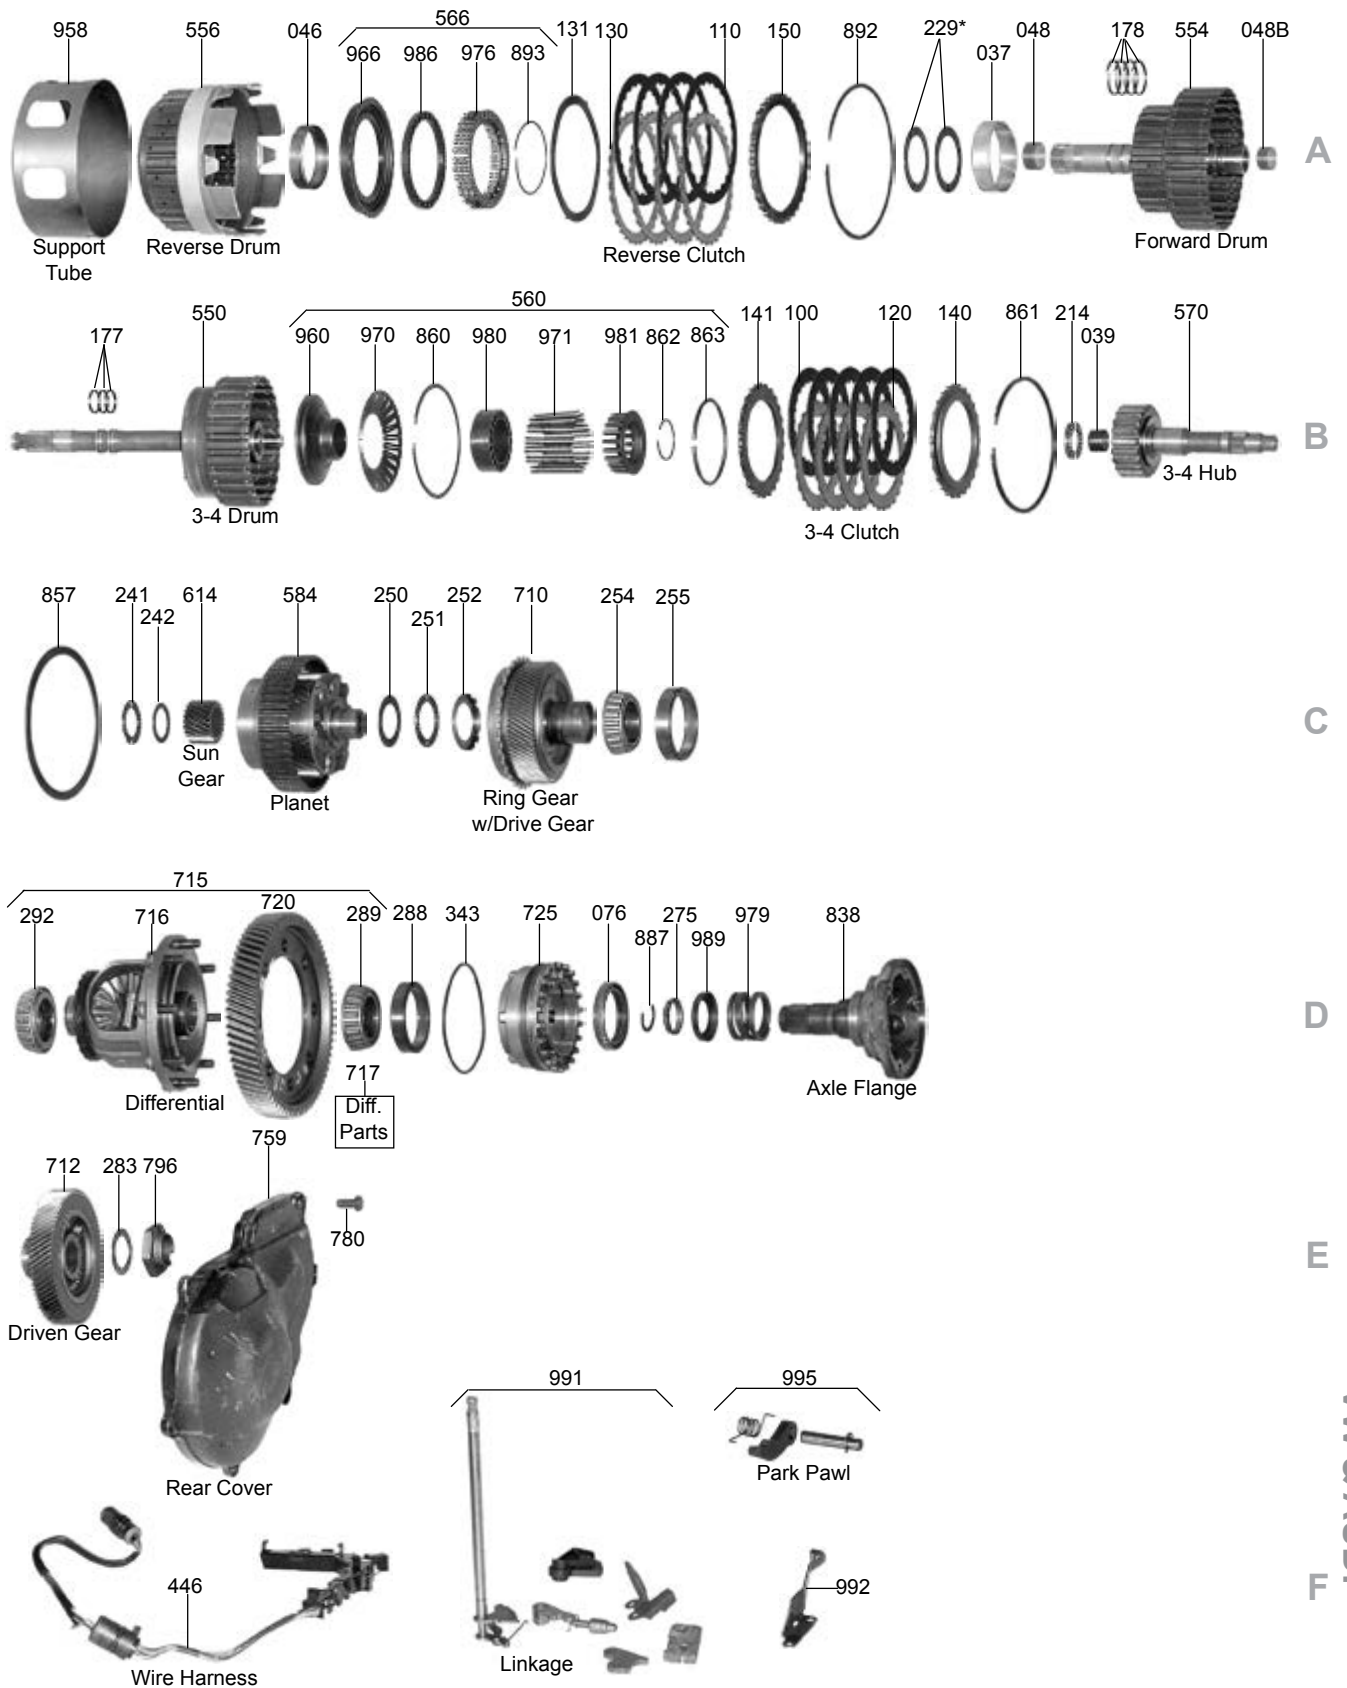 566
958 556 046 131 130 110 150 892 229* 178 554 048B
966 986 976 893 037 048
A
Support
Tube
Reverse Drum
Reverse Clutch
Forward Drum
560
550 141 100 120 140 861 214 570
177 960 970 860 980 971 981 862 863 039
B
3-4 Drum
3-4 Clutch
3-4 Hub
857 241 614 584 250 252 710 254 255
242 251
C
Sun
Gear
Planet
Ring Gear
w/Drive Gear
715
292 716 720 289 288 343 725 076 275 979 838
887 989
D
Differential
717
Diff.
Parts
Axle Flange
759
712 283 796
780
E
Driven Gear
Rear Cover
991 995
Park Pawl
446
992
F
Wire Harness
Linkage